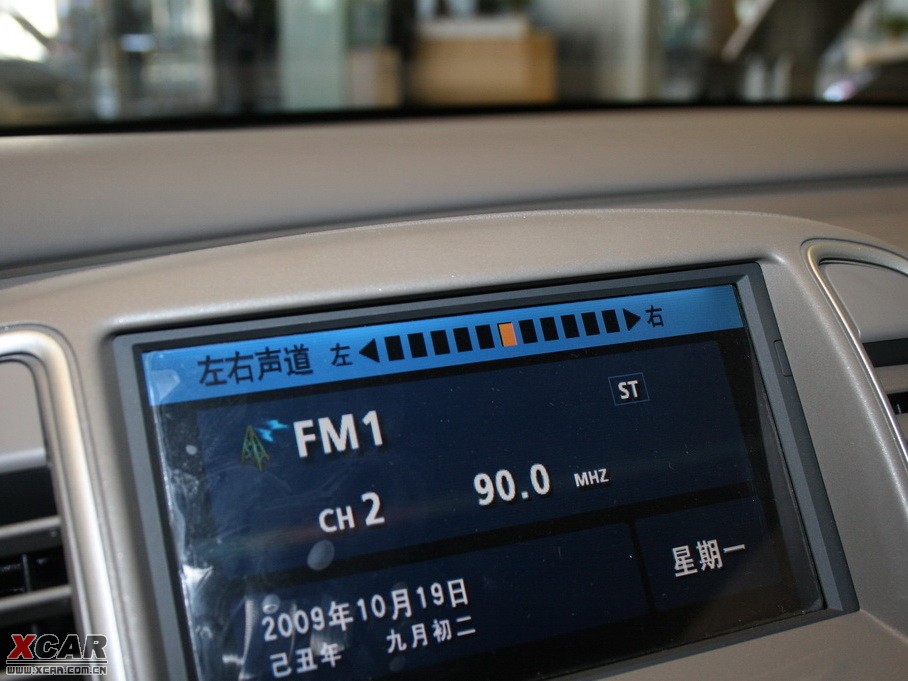 左右声道 左 右
ST
FM1
CH 2 90.0 MHZ
2009年10月19日 星期一
己丑年 九月初二
XCAR
WWW.XCAR.COM.CN